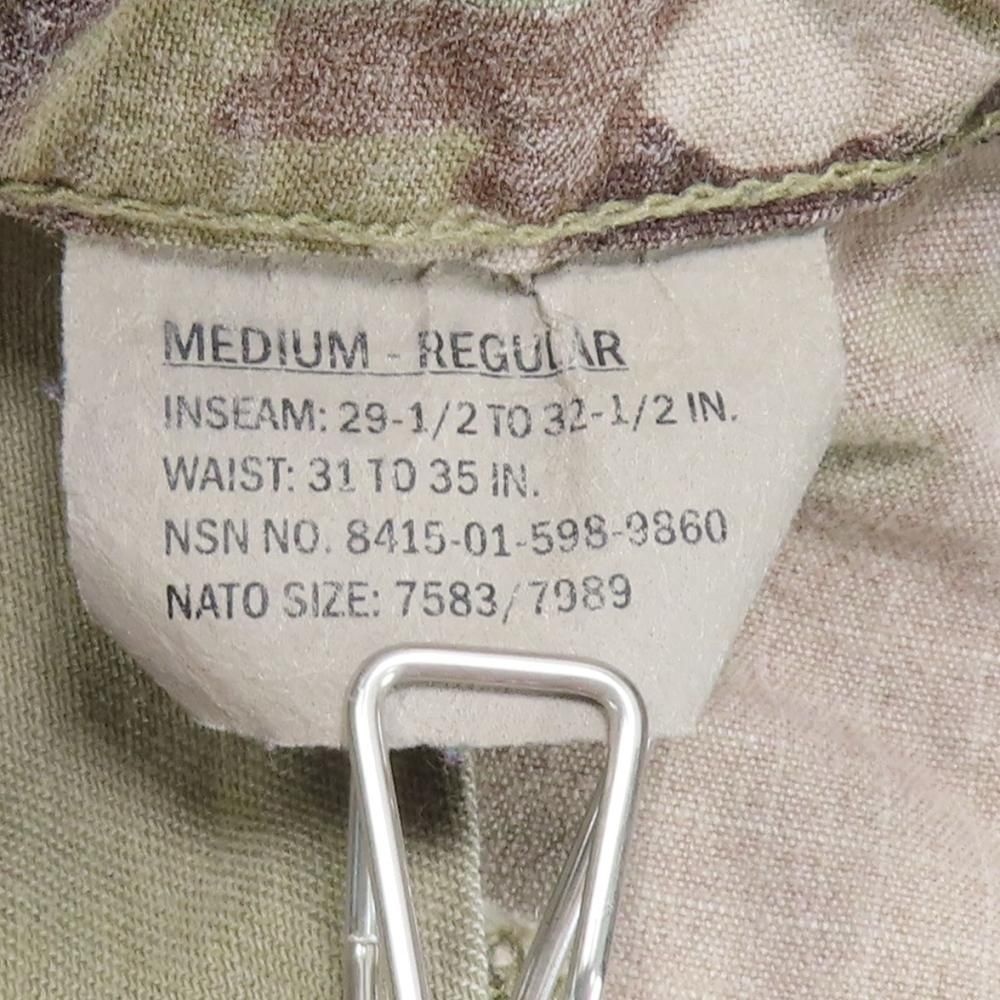 MEDIUM - REGULAR
INSEAM: 29-1/2 TO 32-1/2 IN.
WAIST: 31 TO 35 IN.
NSN NO. 8415-01-598-9860
NATO SIZE: 7583/7989